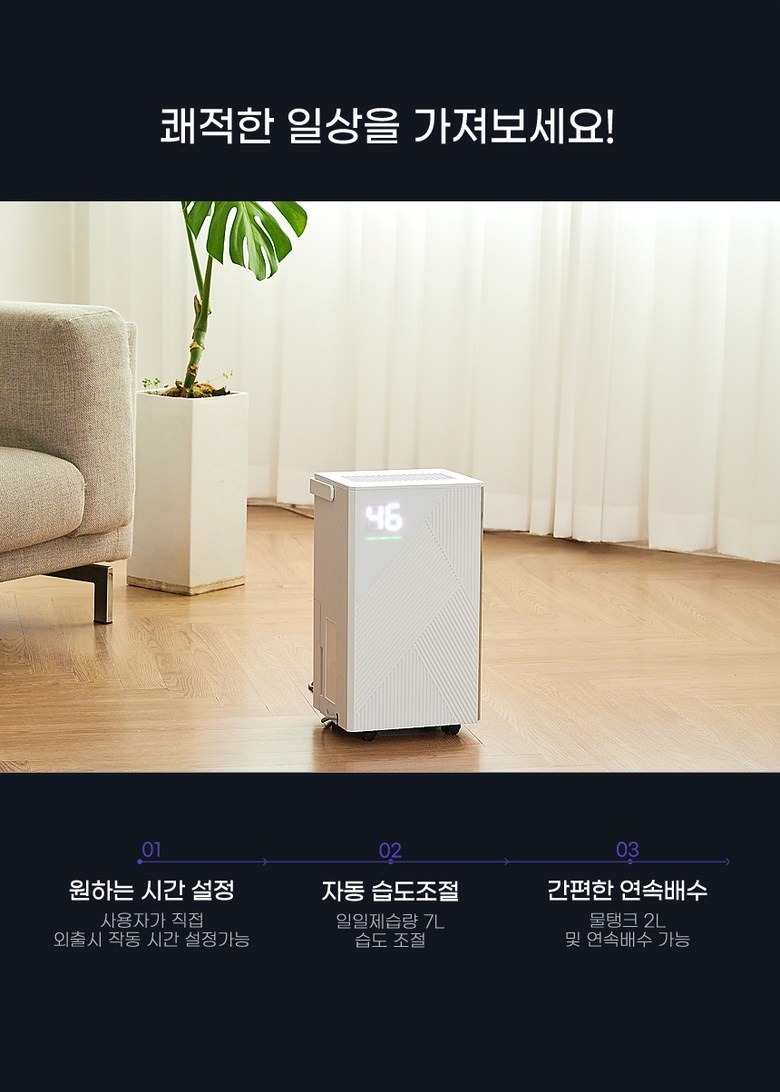 쾌적한 일상을 가져보세요!
46
01
02
03
원하는 시간 설정
자동 습도조절
간편한 연속배수
사용자가 직접
외출시 작동 시간 설정가능
일일제습량 7L
습도 조절
물탱크 2L
및 연속배수 가능